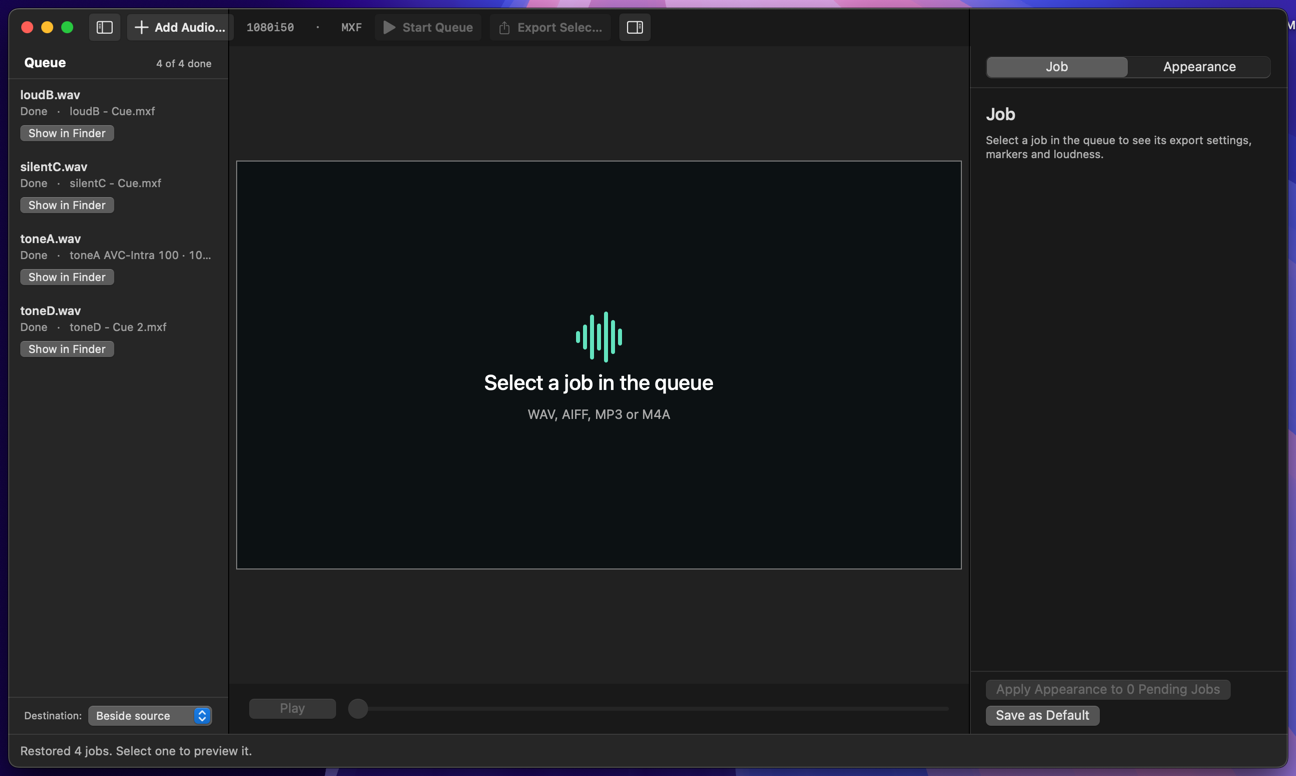 Add Audio...
1080i50 · MXF
Start Queue
Export Selec...
Queue
4 of 4 done
loudB.wav
Done · loudB - Cue.mxf
Show in Finder
silentC.wav
Done · silentC - Cue.mxf
Show in Finder
toneA.wav
Done · toneA AVC-Intra 100 · 10...
Show in Finder
toneD.wav
Done · toneD - Cue 2.mxf
Show in Finder
Destination: Beside source
Select a job in the queue
WAV, AIFF, MP3 or M4A
Play
Job
Appearance
Job
Select a job in the queue to see its export settings,
markers and loudness.
Apply Appearance to 0 Pending Jobs
Save as Default
Restored 4 jobs. Select one to preview it.